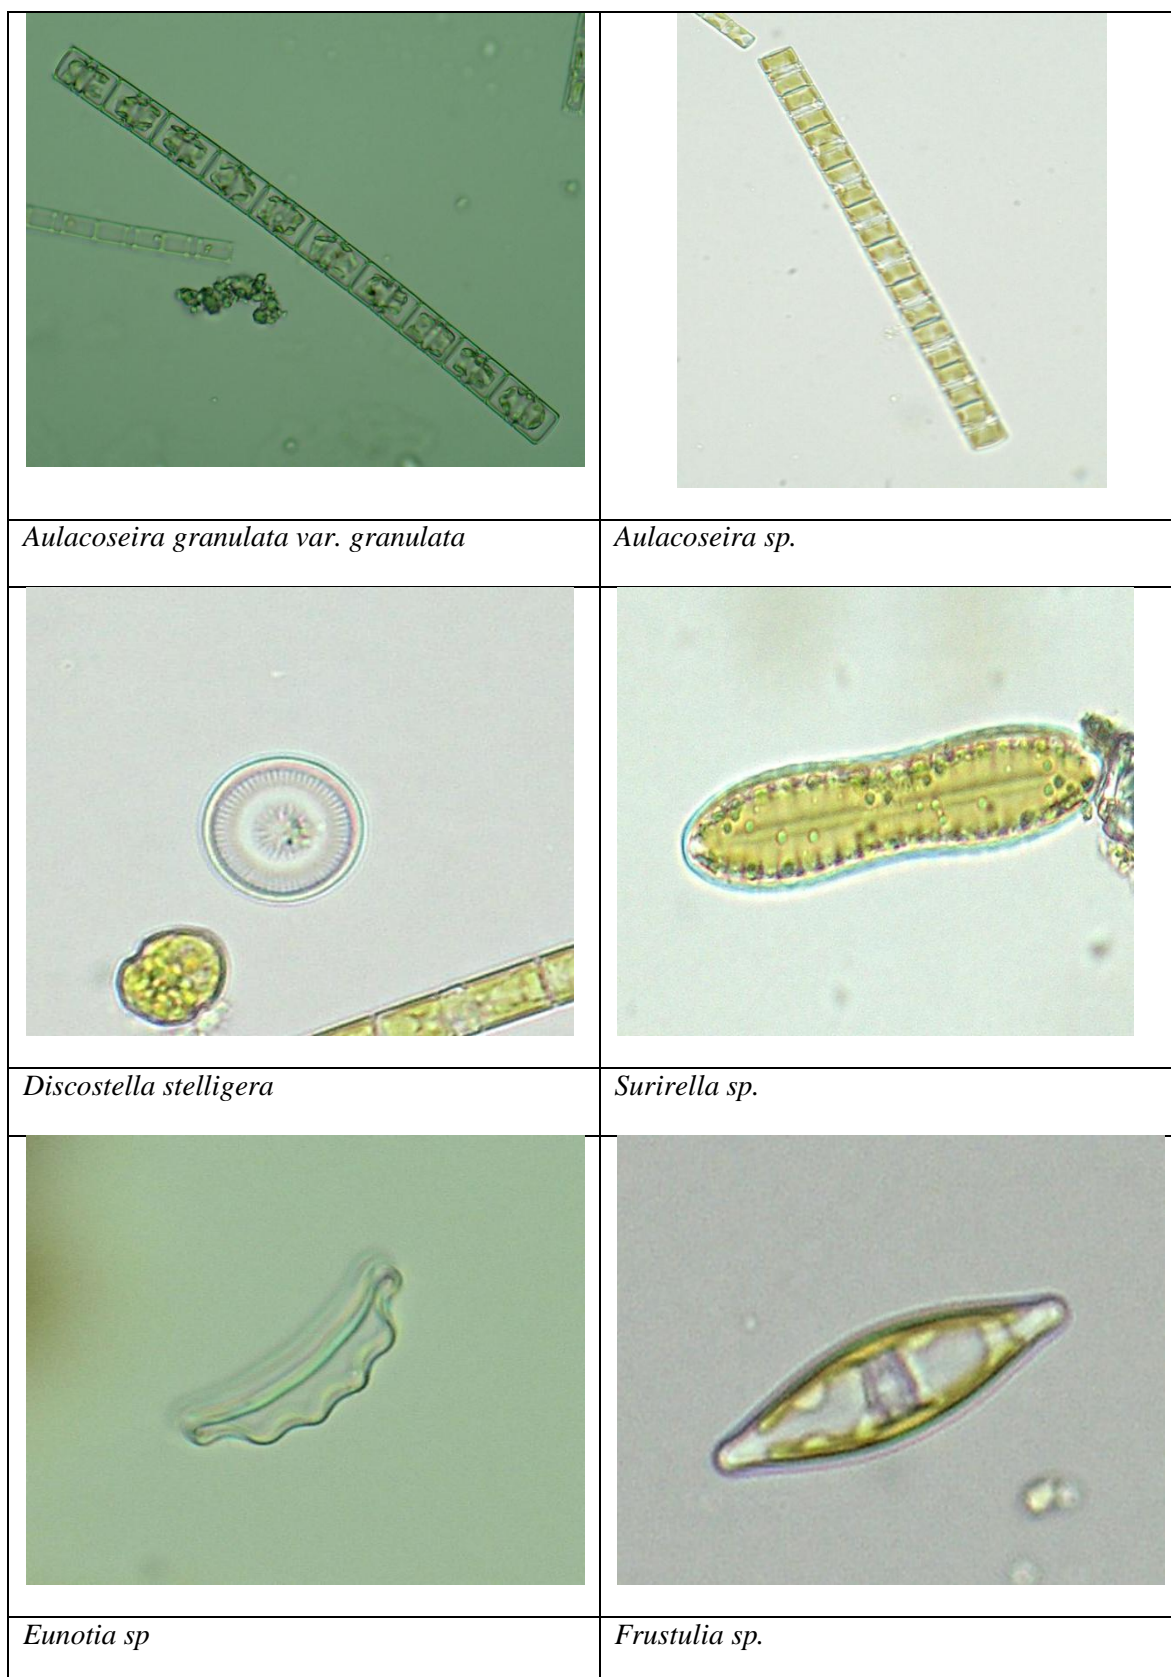 Aulacoseira granulata var. granulata
Aulacoseira sp.
Discostella stelligera
Surirella sp.
Eunotia sp
Frustulia sp.